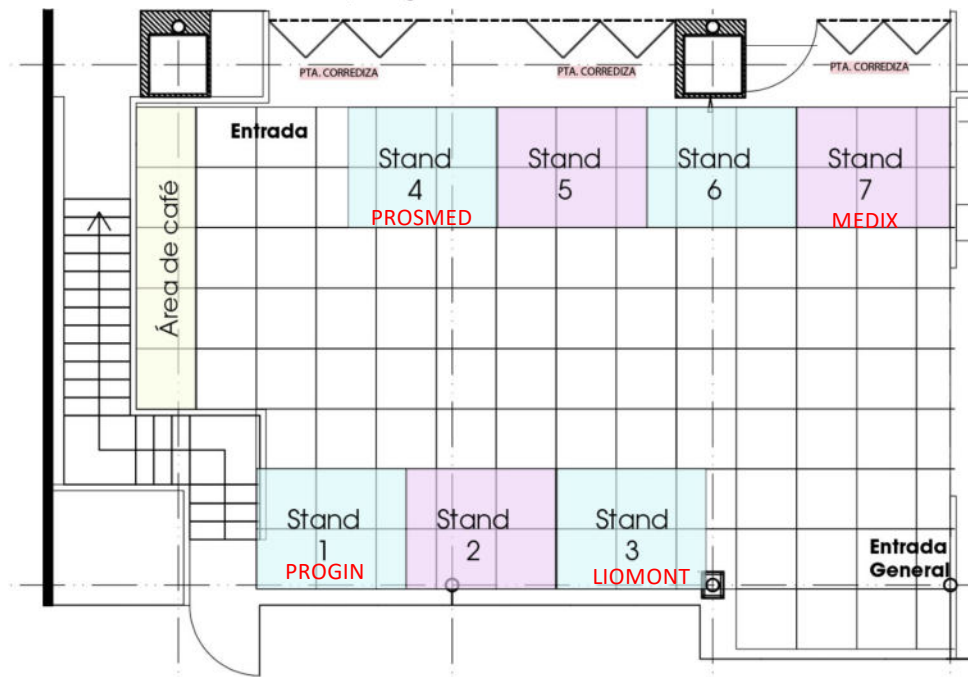 PTA. CORREDIZA
PTA. CORREDIZA
PTA. CORREDIZA
Entrada
Stand
4
PROSMED
Stand
5
Stand
6
Stand
7
MEDIX
Área de café
Stand
1
PROGIN
Stand
2
Stand
3
LIOMONT
Entrada
General